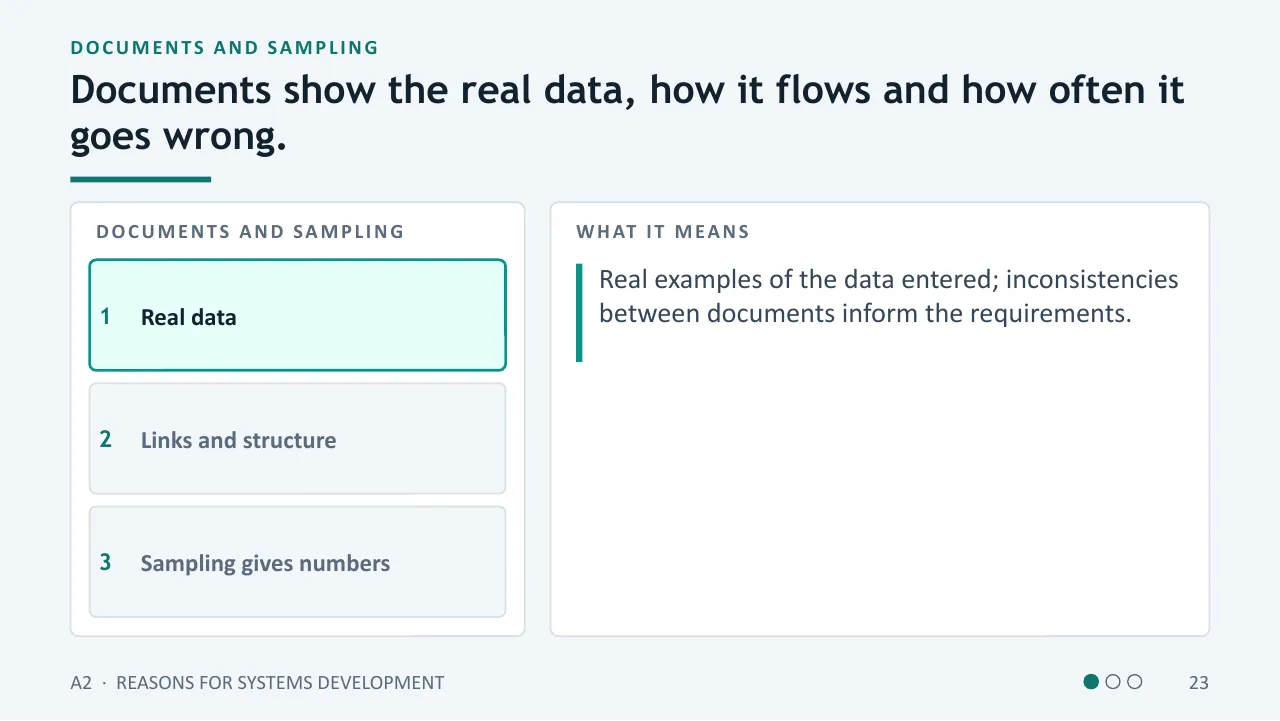 DOCUMENTS AND SAMPLING
Documents show the real data, how it flows and how often it
goes wrong.
DOCUMENTS AND SAMPLING
1 Real data
2 Links and structure
3 Sampling gives numbers
WHAT IT MEANS
Real examples of the data entered; inconsistencies
between documents inform the requirements.
A2 · REASONS FOR SYSTEMS DEVELOPMENT
23